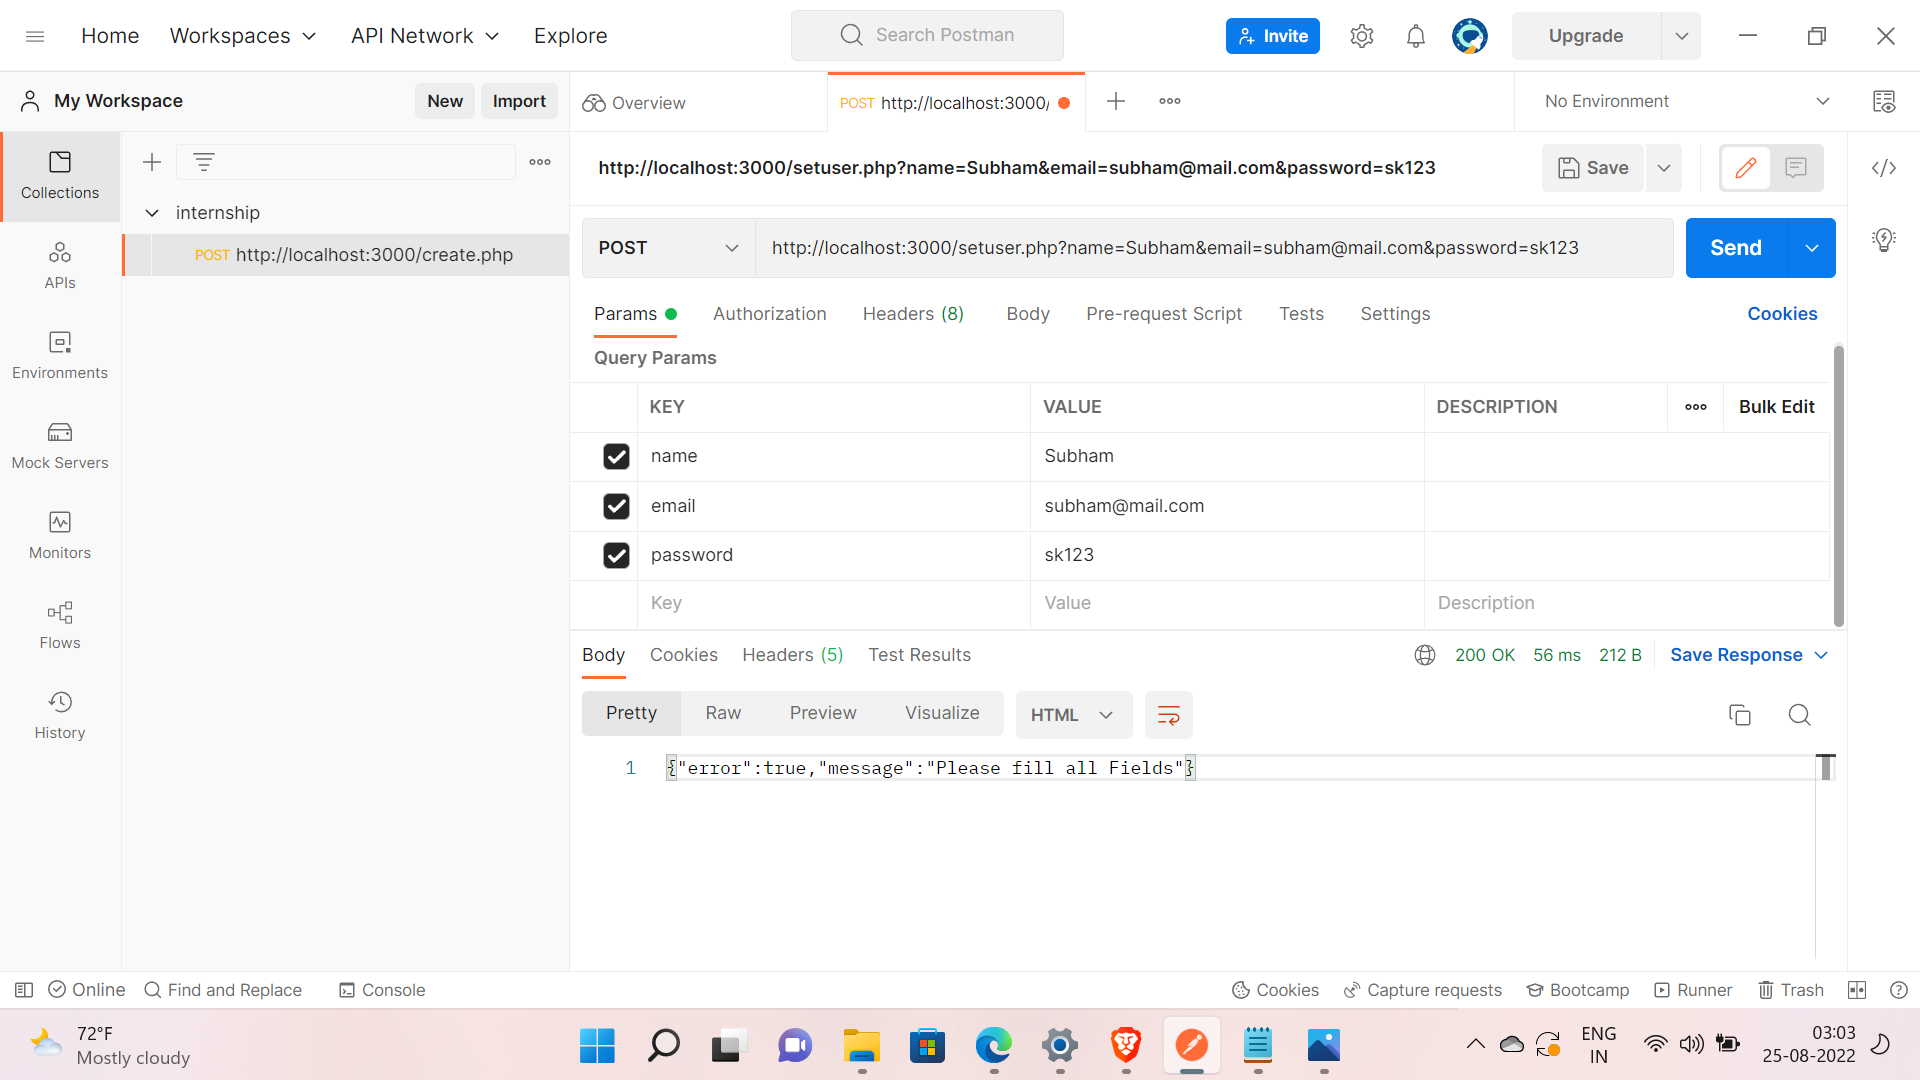 Home Workspaces API Network Explore Search Postman Invite Upgrade
My Workspace New Import Overview POST http://localhost:3000/ No Environment
Collections
http://localhost:3000/setuser.php?name=Subham&email=subham@mail.com&password=sk123 Save
internship
POST http://localhost:3000/create.php
POST http://localhost:3000/setuser.php?name=Subham&email=subham@mail.com&password=sk123 Send
APIs
Params Authorization Headers (8) Body Pre-request Script Tests Settings Cookies
Query Params
Environments
KEY VALUE DESCRIPTION Bulk Edit
name Subham
Mock Servers
email subham@mail.com
Monitors
password sk123
Key Value Description
Flows
Body Cookies Headers (5) Test Results 200 OK 56 ms 212 B Save Response
Pretty Raw Preview Visualize HTML
History
1 {"error":true,"message":"Please fill all Fields"}
Online Find and Replace Console Cookies Capture requests Bootcamp Runner Trash
72°F
Mostly cloudy
ENG
IN
03:03
25-08-2022